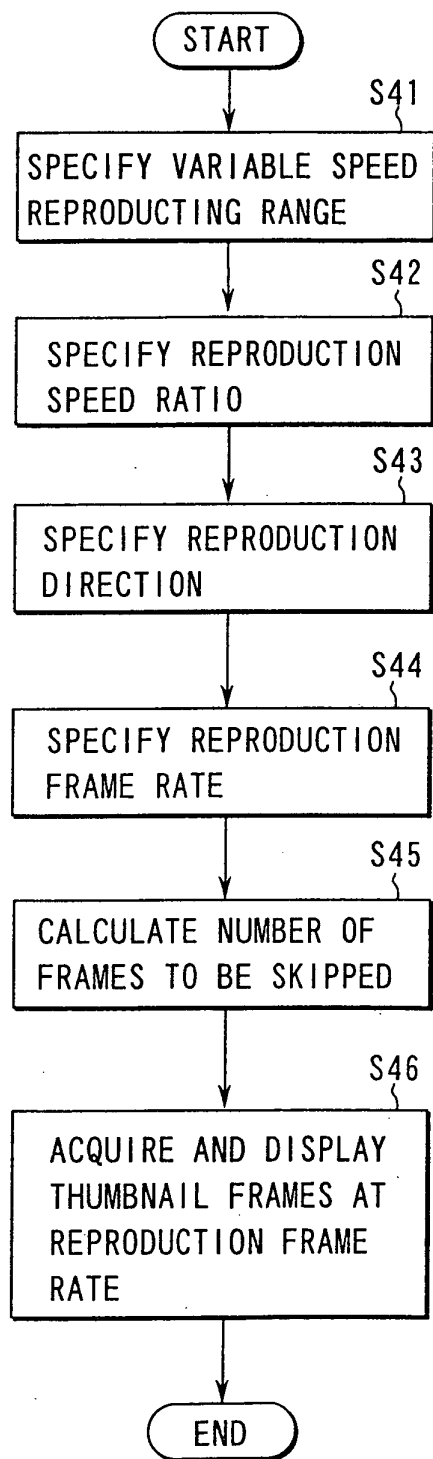 START
S41
SPECIFY VARIABLE SPEED
REPRODUCTING RANGE
S42
SPECIFY REPRODUCTION
SPEED RATIO
S43
SPECIFY REPRODUCTION
DIRECTION
S44
SPECIFY REPRODUCTION
FRAME RATE
S45
CALCULATE NUMBER OF
FRAMES TO BE SKIPPED
S46
ACQUIRE AND DISPLAY
THUMBNAIL FRAMES AT
REPRODUCTION FRAME
RATE
END